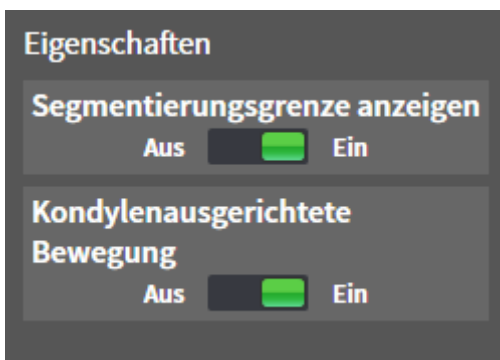 Eigenschaften
Segmentierungsgrenze anzeigen
Aus Ein
Kondylenausgerichtete
Bewegung
Aus Ein